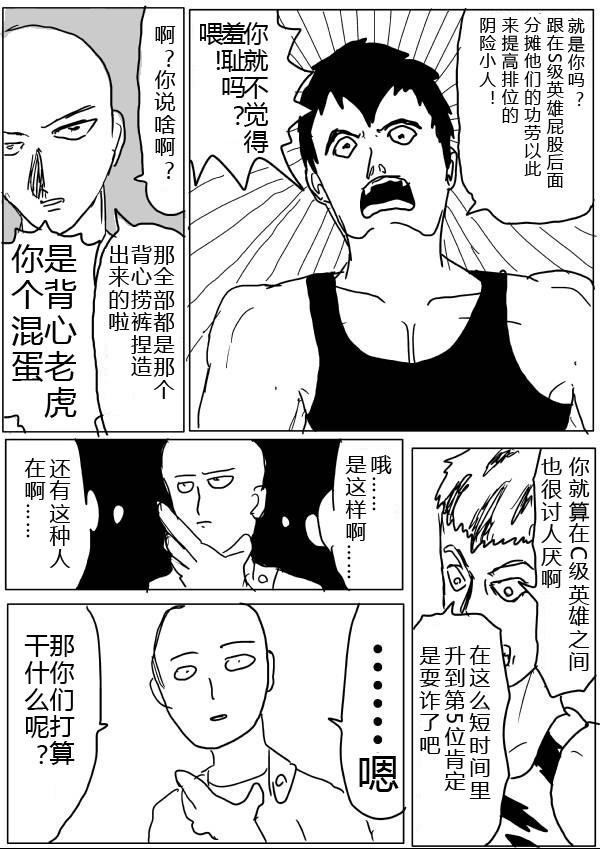 就是你吗？
跟在S级英雄屁股后面
分摊他们的功劳以此
来提高排位的
阴险小人！
你就不觉得
羞耻吗？
喂！
啊？你说啥啊？
那全部都是那个
背心捞裤捏造
出来的啦
是背心老虎
你个混蛋
你就算在C级英雄之间
也很讨人厌啊
在这么短时间里
升到第5位肯定
是耍诈了吧
哦……
是这样啊……
还有这种人
在啊……
………嗯
那你们打算
干什么呢？